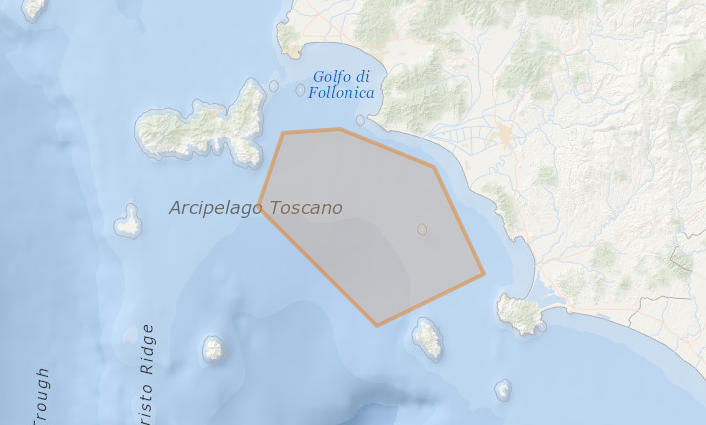 Golfo di
Follonica
Arcipelago Toscano
risto Ridge
Trough